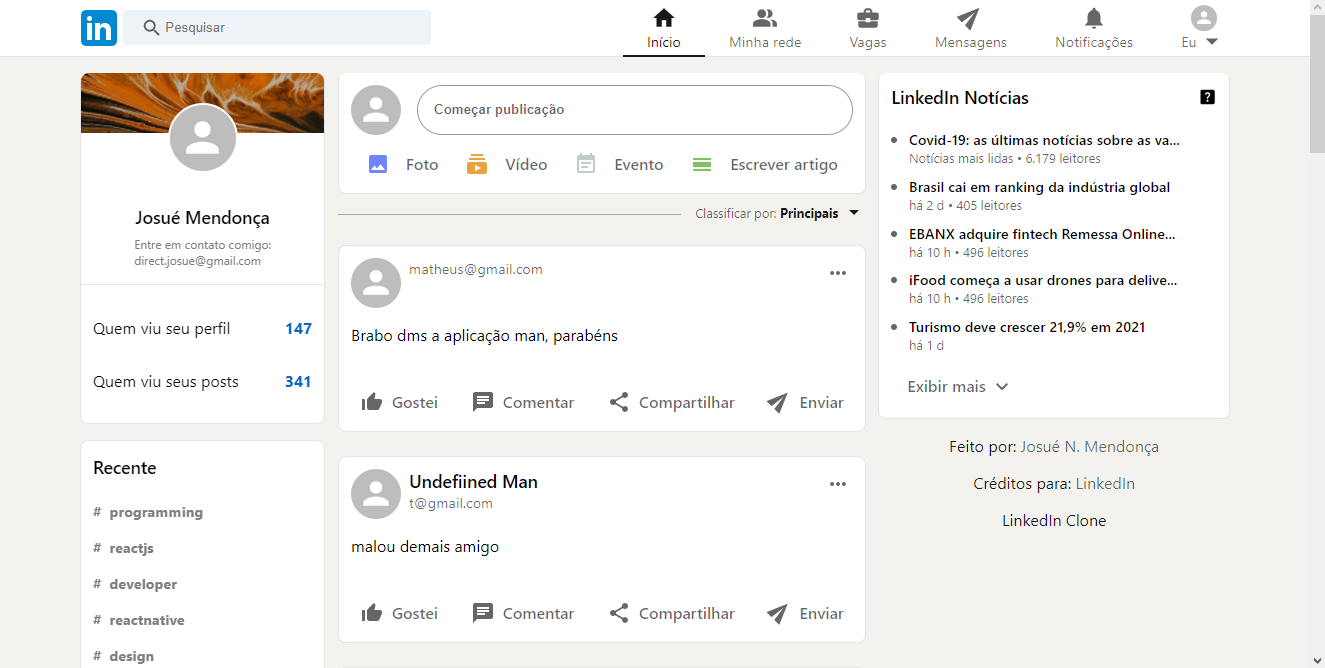 in
Pesquisar
Início
Minha rede
Vagas
Mensagens
Notificações
Eu
Josué Mendonça
Entre em contato comigo:
direct.josue@gmail.com
Quem viu seu perfil 147
Quem viu seus posts 341
Recente
# programming
# reactjs
# developer
# reactnative
# design
Começar publicação
Foto
Vídeo
Evento
Escrever artigo
Classificar por: Principais
matheus@gmail.com
Brabo dms a aplicação man, parabéns
Gostei
Comentar
Compartilhar
Enviar
Undefiined Man
t@gmail.com
malou demais amigo
Gostei
Comentar
Compartilhar
Enviar
LinkedIn Notícias
?
Covid-19: as últimas notícias sobre as va...
Notícias mais lidas • 6.179 leitores
Brasil cai em ranking da indústria global
há 2 d • 405 leitores
EBANX adquire fintech Remessa Online...
há 10 h • 496 leitores
iFood começa a usar drones para delive...
há 10 h • 496 leitores
Turismo deve crescer 21,9% em 2021
há 1 d
Exibir mais
Feito por: Josué N. Mendonça
Créditos para: LinkedIn
LinkedIn Clone